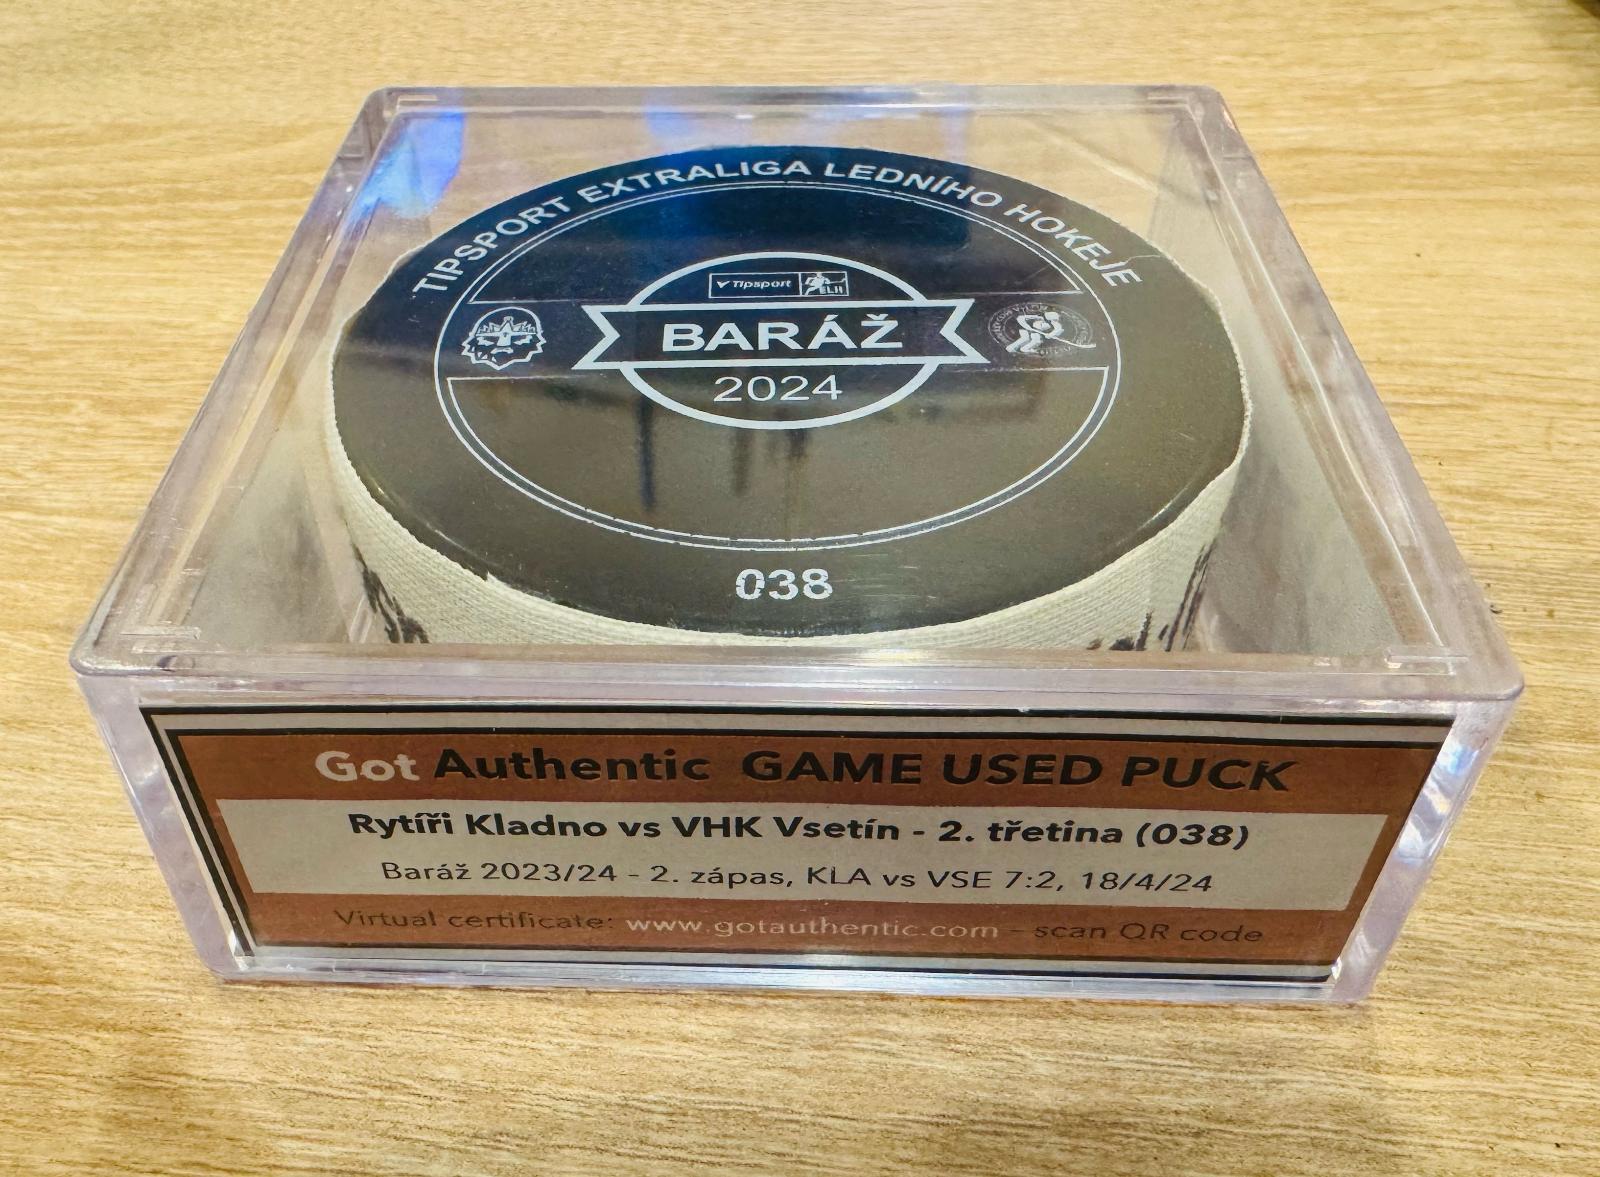 TIPSPORT EXTRALIGA LEDNÍHO HOKEJE
Tipsport ELH
BARÁŽ
2024
038
Got Authentic GAME USED PUCK
Rytíři Kladno vs VHK Vsetín - 2. třetina (038)
Baráž 2023/24 - 2. zápas, KLA vs VSE 7:2, 18/4/24
Virtual certificate: www.gotauthentic.com - scan QR code